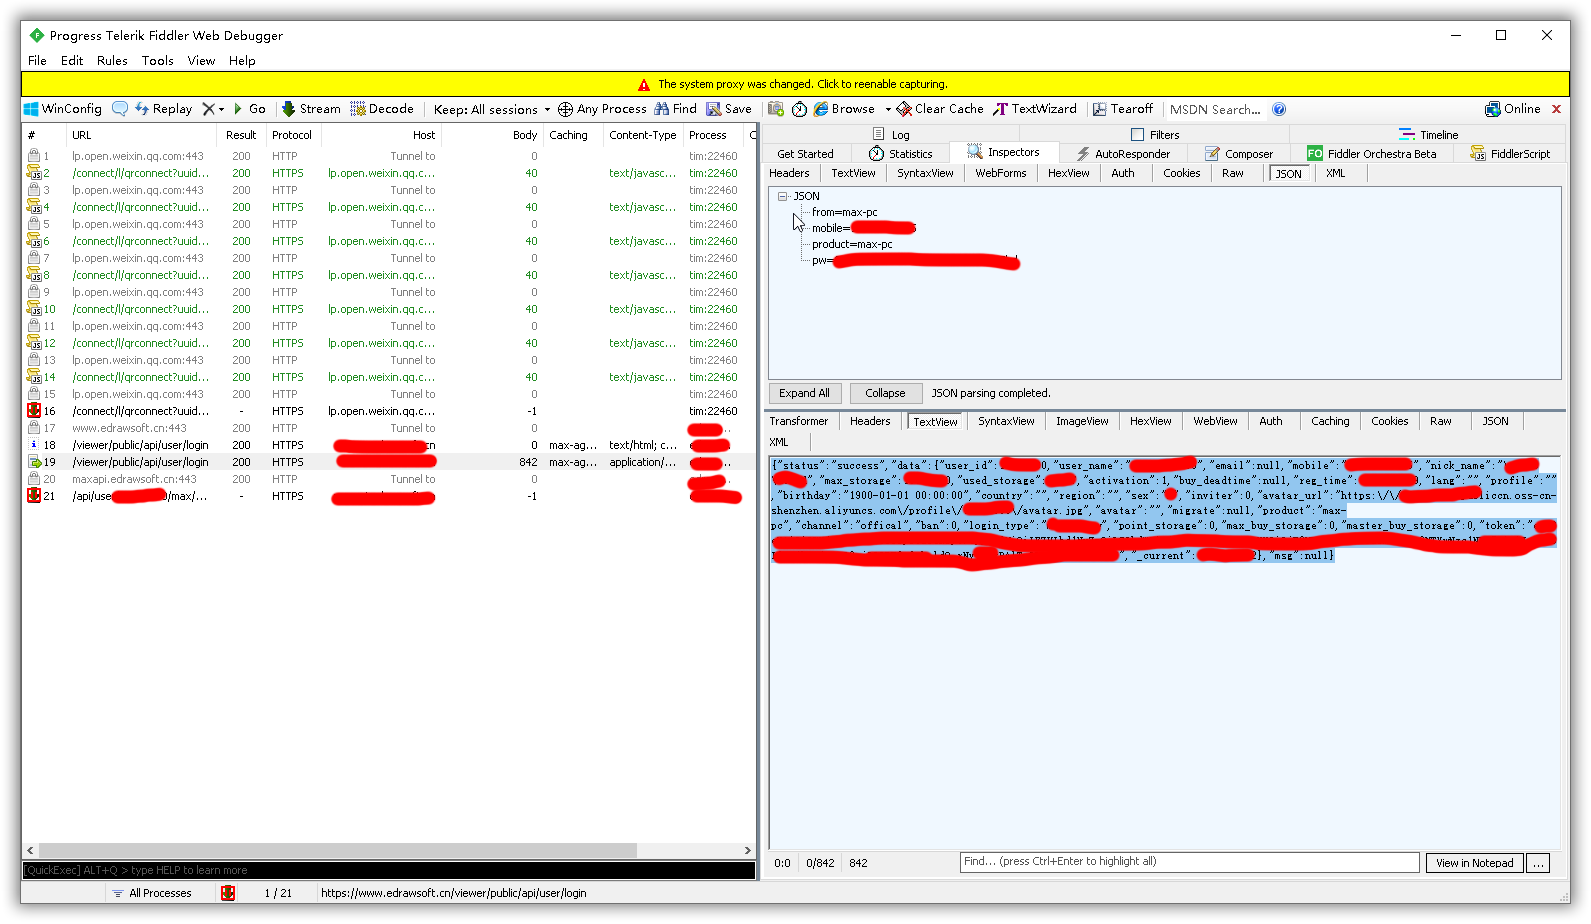 Progress Telerik Fiddler Web Debugger
File Edit Rules Tools View Help
The system proxy was changed. Click to reenable capturing.
WinConfig Replay Go Stream Decode Keep: All sessions Any Process Find Save Browse Clear Cache TextWizard Tearoff MSDN Search... Online
# URL Result Protocol Host Body Caching Content-Type Process C
1 lp.open.weixin.qq.com:443 200 HTTP Tunnel to 0 tim:22460
2 /connect/l/qrconnect?uuid... 200 HTTPS lp.open.weixin.qq.c... 40 text/javasc... tim:22460
3 lp.open.weixin.qq.com:443 200 HTTP Tunnel to 0 tim:22460
4 /connect/l/qrconnect?uuid... 200 HTTPS lp.open.weixin.qq.c... 40 text/javasc... tim:22460
5 lp.open.weixin.qq.com:443 200 HTTP Tunnel to 0 tim:22460
6 /connect/l/qrconnect?uuid... 200 HTTPS lp.open.weixin.qq.c... 40 text/javasc... tim:22460
7 lp.open.weixin.qq.com:443 200 HTTP Tunnel to 0 tim:22460
8 /connect/l/qrconnect?uuid... 200 HTTPS lp.open.weixin.qq.c... 40 text/javasc... tim:22460
9 lp.open.weixin.qq.com:443 200 HTTP Tunnel to 0 tim:22460
10 /connect/l/qrconnect?uuid... 200 HTTPS lp.open.weixin.qq.c... 40 text/javasc... tim:22460
11 lp.open.weixin.qq.com:443 200 HTTP Tunnel to 0 tim:22460
12 /connect/l/qrconnect?uuid... 200 HTTPS lp.open.weixin.qq.c... 40 text/javasc... tim:22460
13 lp.open.weixin.qq.com:443 200 HTTP Tunnel to 0 tim:22460
14 /connect/l/qrconnect?uuid... 200 HTTPS lp.open.weixin.qq.c... 40 text/javasc... tim:22460
15 lp.open.weixin.qq.com:443 200 HTTP Tunnel to 0 tim:22460
16 /connect/l/qrconnect?uuid... - HTTPS lp.open.weixin.qq.c... -1 tim:22460
17 www.edrawsoft.cn:443 200 HTTP Tunnel to 0
18 /viewer/public/api/user/login 200 HTTPS cn 0 max-ag... text/html; c...
19 /viewer/public/api/user/login 200 HTTPS 842 max-ag... application/...
20 maxapi.edrawsoft.cn:443 200 HTTP Tunnel to 0
21 /api/use /max/... - HTTPS -1
[QuickExec] ALT+Q > type HELP to learn more
Log Filters Timeline
Get Started Statistics Inspectors AutoResponder Composer FO Fiddler Orchestra Beta FiddlerScript
Headers TextView SyntaxView WebForms HexView Auth Cookies Raw JSON XML
JSON
from=max-pc
mobile=
product=max-pc
pw=
Expand All Collapse JSON parsing completed.
Transformer Headers TextView SyntaxView ImageView HexView WebView Auth Caching Cookies Raw JSON
XML
{"status":"success","data":{"user_id": 0,"user_name":" ","email":null,"mobile":" ","nick_name":"
","max_storage": 0,"used_storage": ,"activation":1,"buy_deadtime":null,"reg_time": ,"lang":"","profile":""
,"birthday":"1900-01-01 00:00:00","country":"","region":"","sex":" ","inviter":0,"avatar_url":"https:\/\/ liccn.oss-cn-
shenzhen.aliyuncs.com\/profile\/ \/avatar.jpg","avatar":"","migrate":null,"product":"max-
pc","channel":"offical","ban":0,"login_type":" ","point_storage":0,"max_buy_storage":0,"master_buy_storage":0,"token":"
","_current": 2},"msg":null}
0:0 0/842 842 Find... (press Ctrl+Enter to highlight all) View in Notepad ...
All Processes 1 / 21 https://www.edrawsoft.cn/viewer/public/api/user/login